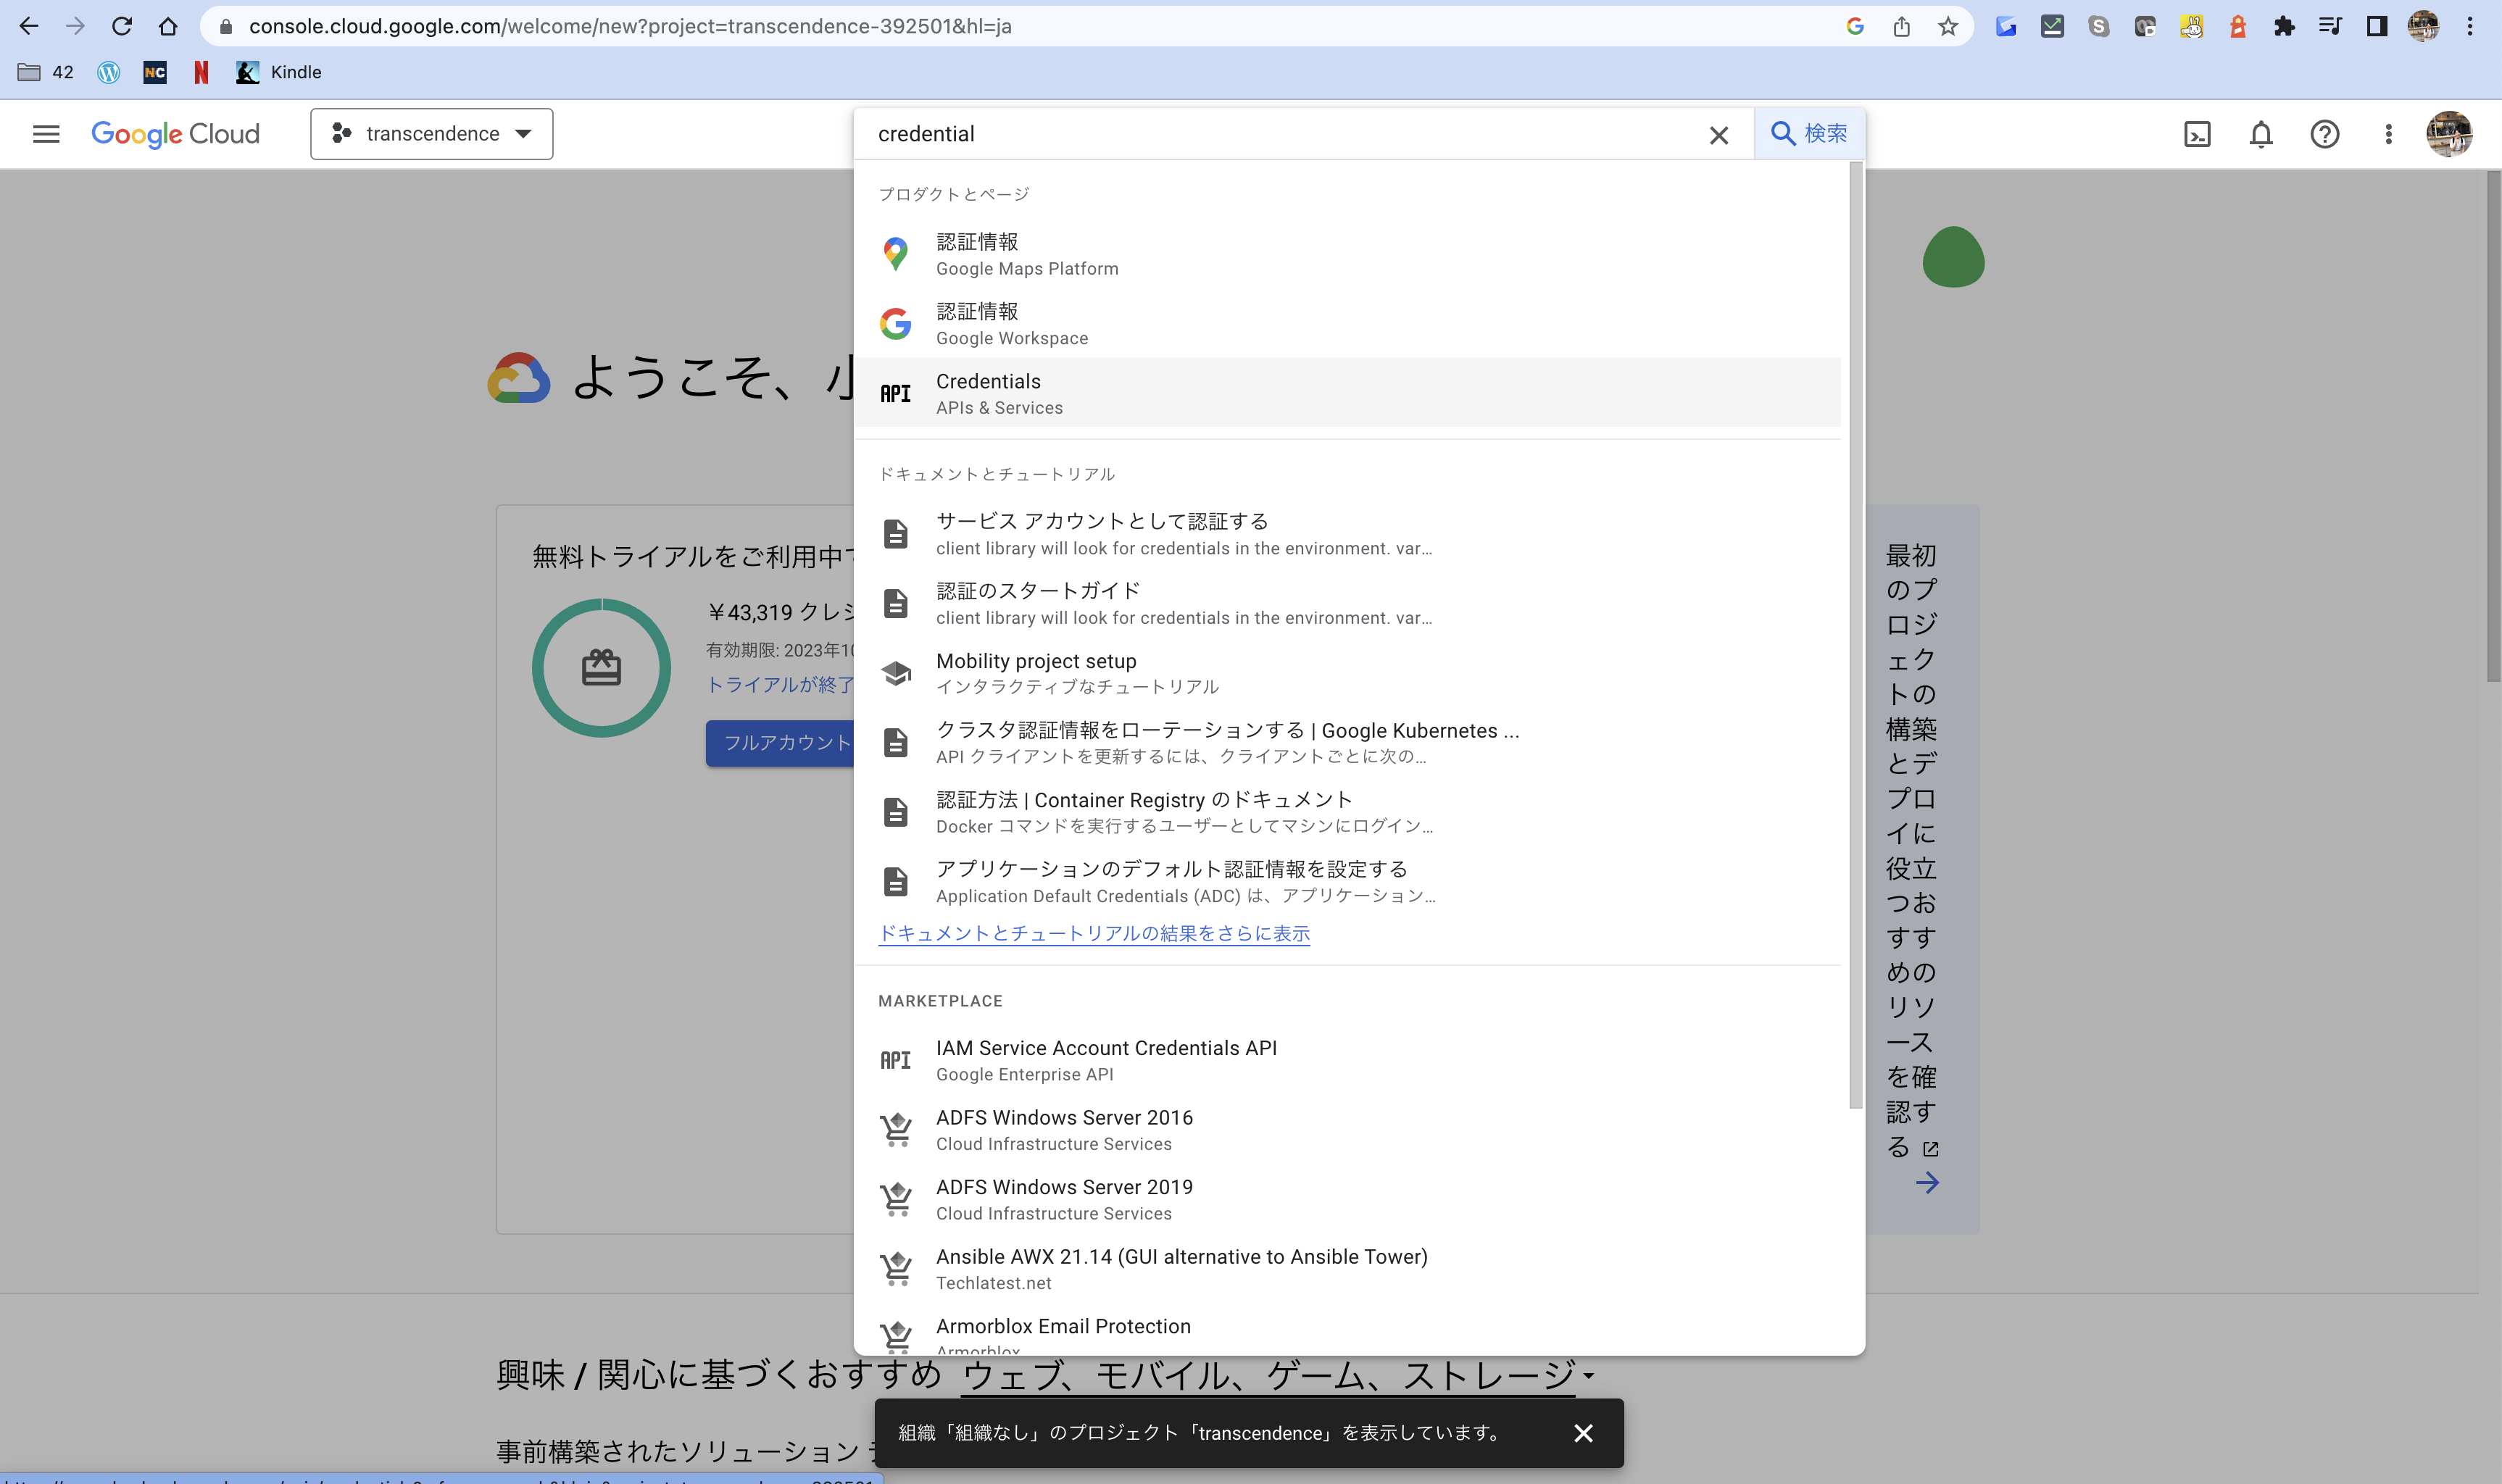 console.cloud.google.com/welcome/new?project=transcendence-392501&hl=ja
42
NC
Kindle
Google Cloud
transcendence
credential
検索
プロダクトとページ
認証情報
Google Maps Platform
認証情報
Google Workspace
API
Credentials
APIs & Services
ドキュメントとチュートリアル
サービス アカウントとして認証する
client library will look for credentials in the environment. var...
認証のスタートガイド
client library will look for credentials in the environment. var...
Mobility project setup
インタラクティブなチュートリアル
クラスタ認証情報をローテーションする | Google Kubernetes ...
API クライアントを更新するには、クライアントごとに次の...
認証方法 | Container Registry のドキュメント
Docker コマンドを実行するユーザーとしてマシンにログイン...
アプリケーションのデフォルト認証情報を設定する
Application Default Credentials (ADC) は、アプリケーション...
ドキュメントとチュートリアルの結果をさらに表示
MARKETPLACE
API
IAM Service Account Credentials API
Google Enterprise API
ADFS Windows Server 2016
Cloud Infrastructure Services
ADFS Windows Server 2019
Cloud Infrastructure Services
Ansible AWX 21.14 (GUI alternative to Ansible Tower)
Techlatest.net
Armorblox Email Protection
Armorblox
ようこそ、小
無料トライアルをご利用中で
￥43,319 クレジ
有効期限: 2023年10
トライアルが終了
フルアカウント
最初
のプ
ロジ
ェク
トの
構築
とデ
プロ
イに
役立
つお
すす
めの
リソ
ース
を確
認す
る
興味 / 関心に基づくおすすめ ウェブ、モバイル、ゲーム、ストレージ
事前構築されたソリューション
組織「組織なし」のプロジェクト「transcendence」を表示しています。